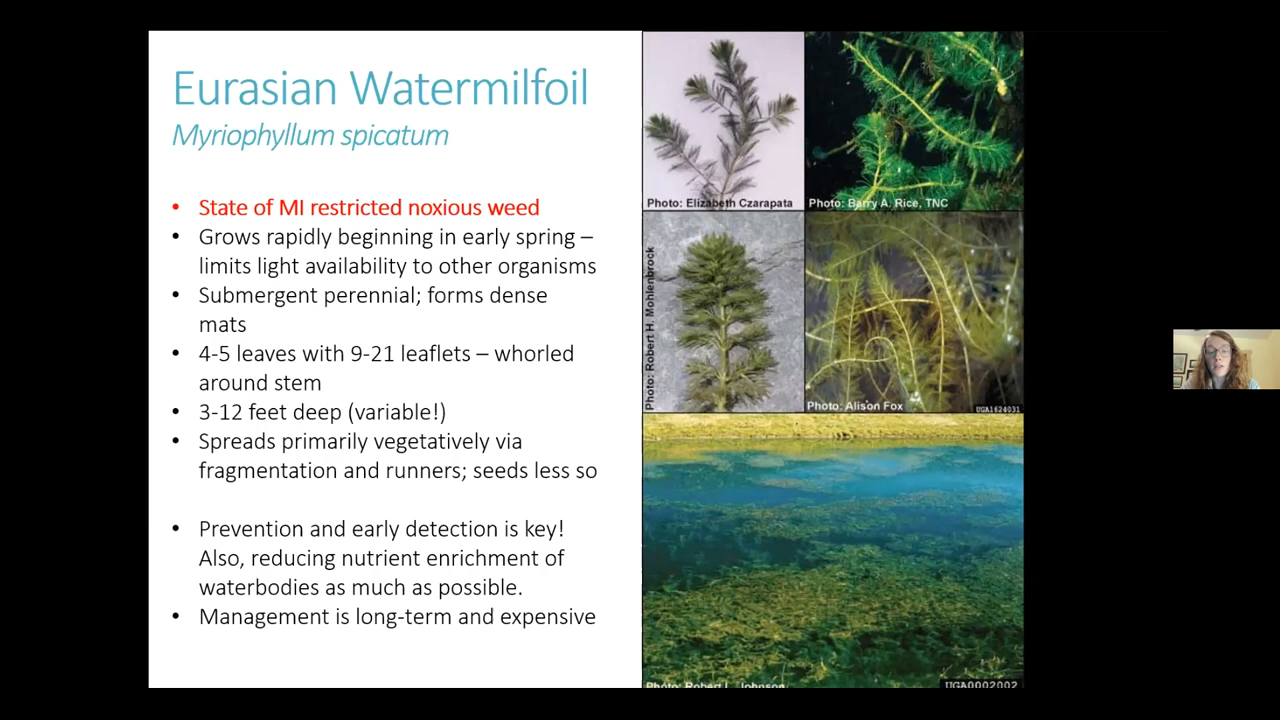 Eurasian Watermilfoil
Myriophyllum spicatum
• State of MI restricted noxious weed
• Grows rapidly beginning in early spring –
limits light availability to other organisms
• Submergent perennial; forms dense
mats
• 4-5 leaves with 9-21 leaflets – whorled
around stem
• 3-12 feet deep (variable!)
• Spreads primarily vegetatively via
fragmentation and runners; seeds less so
• Prevention and early detection is key!
Also, reducing nutrient enrichment of
waterbodies as much as possible.
• Management is long-term and expensive
Photo: Elizabeth Czarapata
Photo: Barry A. Rice, TNC
Photo: Robert H. Mohlenbrock
Photo: Alison Fox
UGA1624031
Photo: Robert L. Johnson
UGA0002002